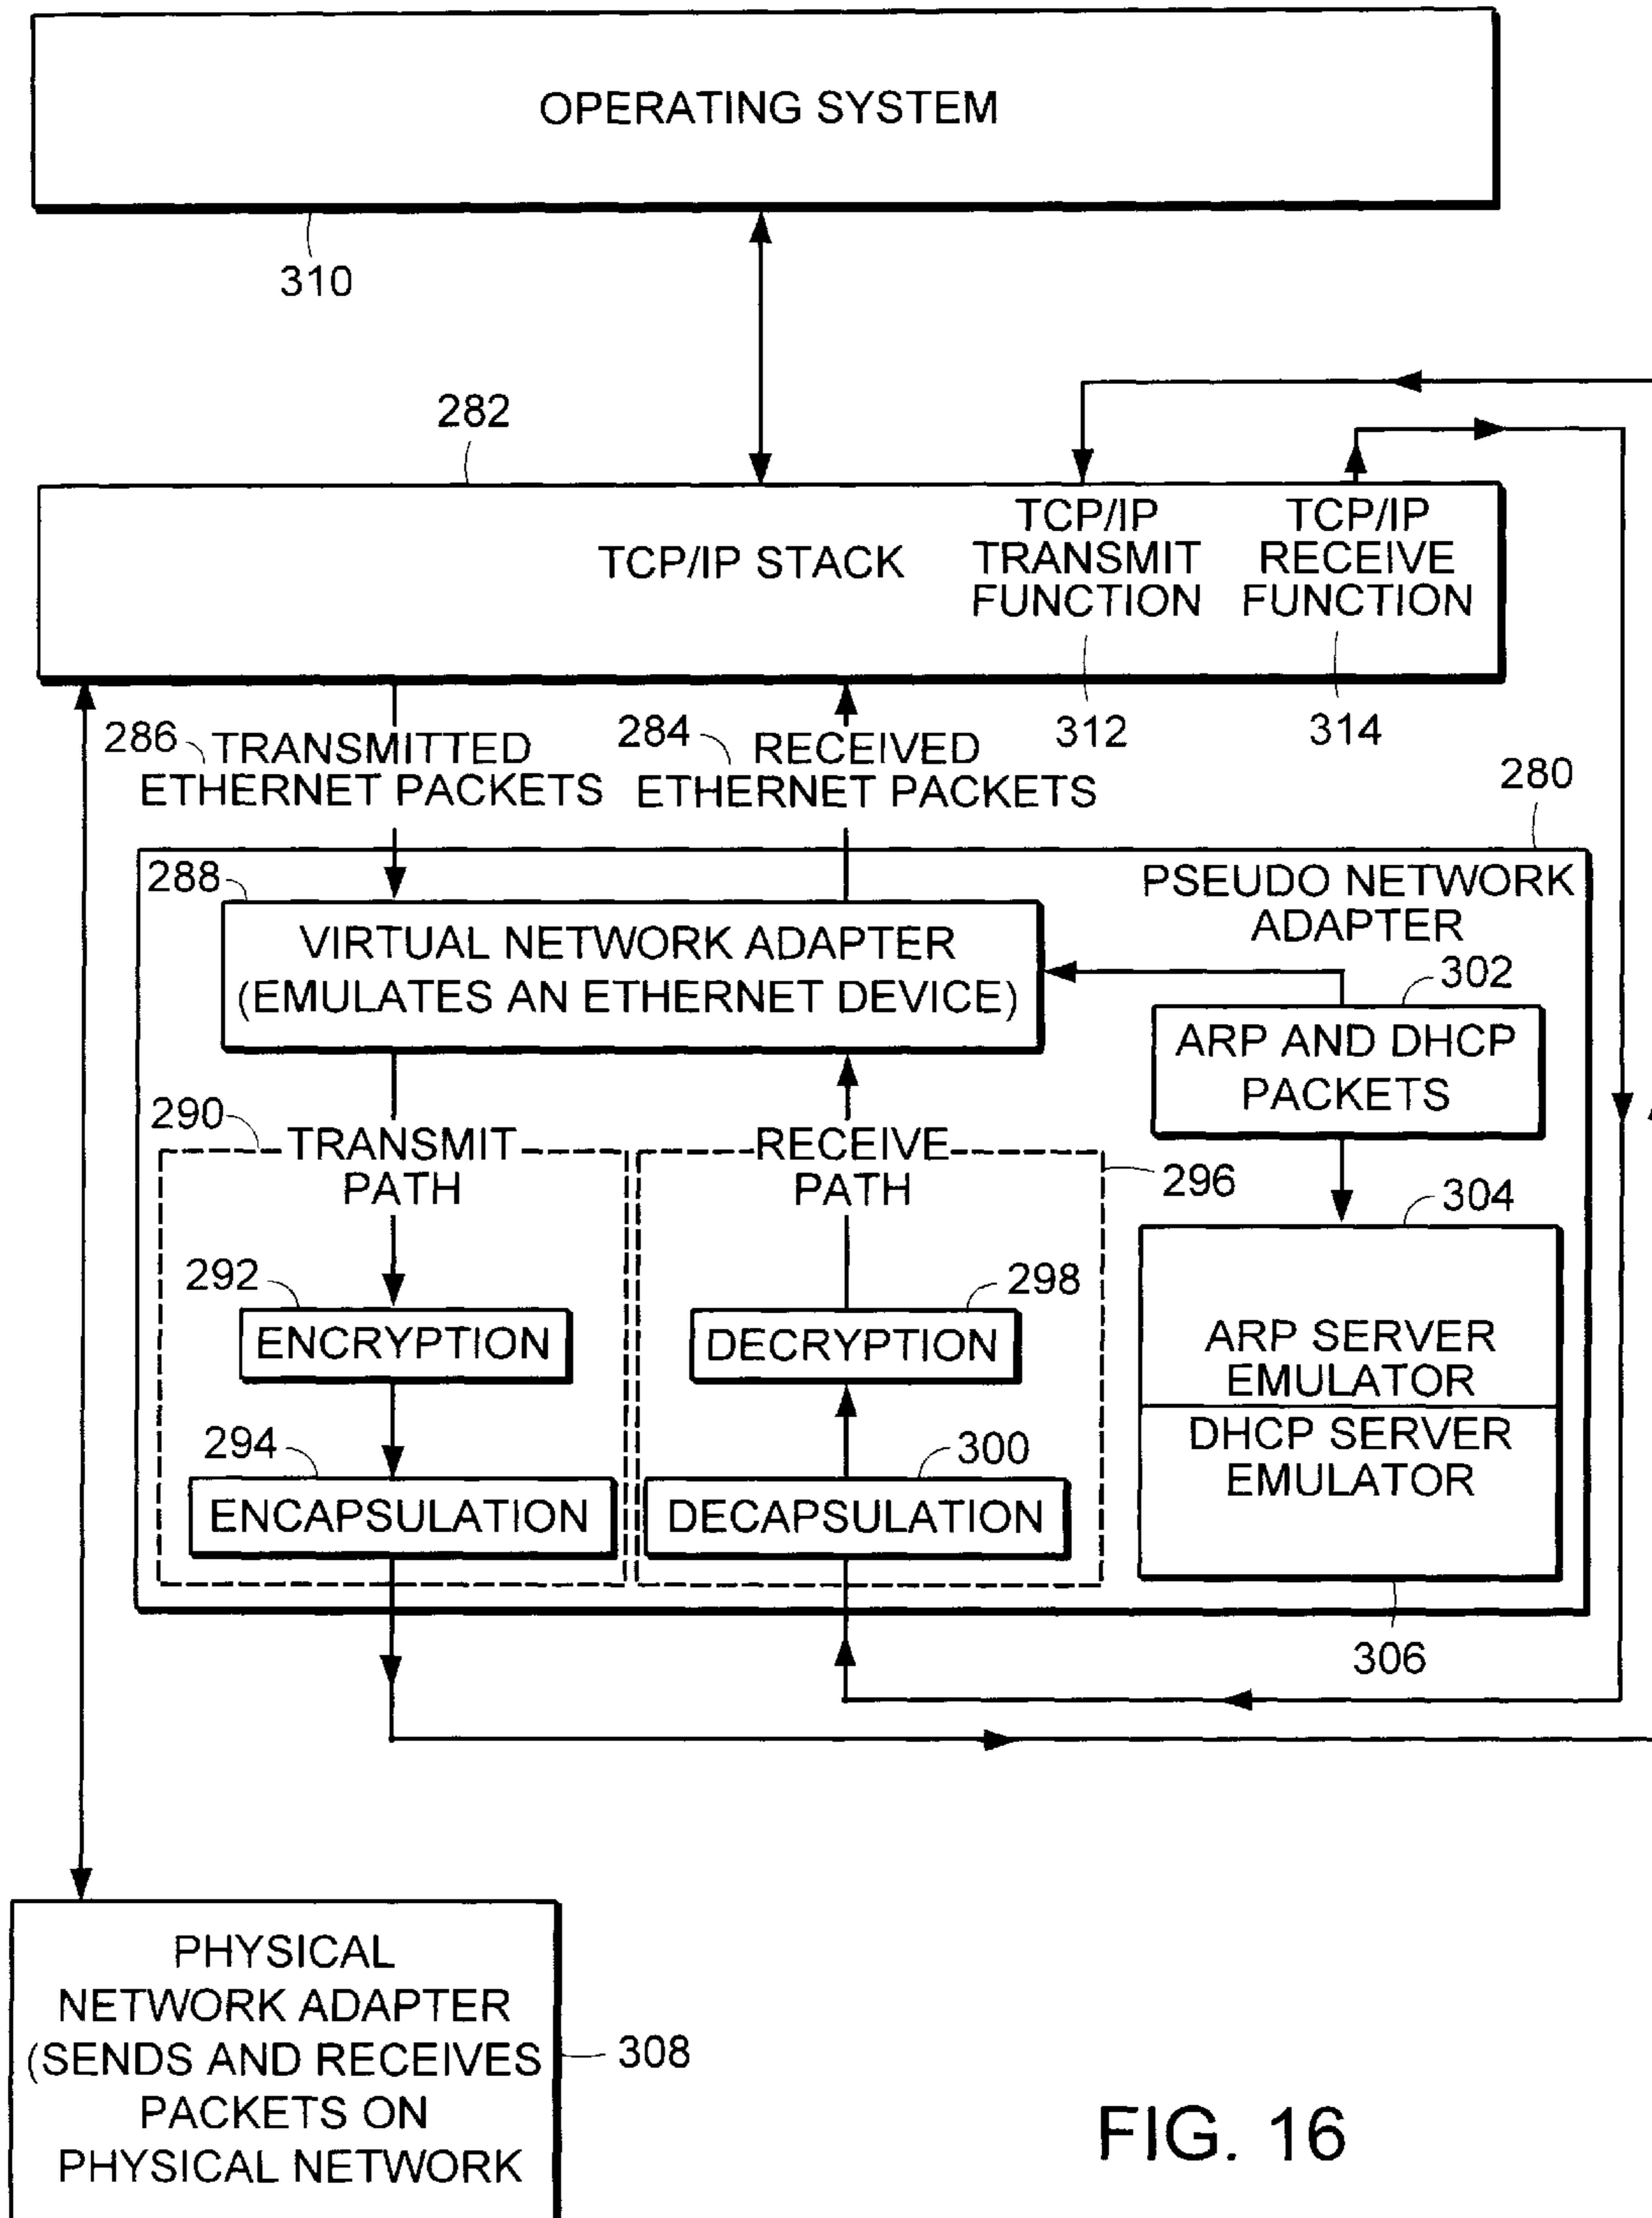 OPERATING SYSTEM
310
282
TCP/IP STACK
TCP/IP
TRANSMIT
FUNCTION
TCP/IP
RECEIVE
FUNCTION
312
314
286
TRANSMITTED
ETHERNET PACKETS
284
RECEIVED
ETHERNET PACKETS
280
PSEUDO NETWORK
ADAPTER
288
VIRTUAL NETWORK ADAPTER
(EMULATES AN ETHERNET DEVICE)
302
ARP AND DHCP
PACKETS
290
TRANSMIT
PATH
RECEIVE
PATH
296
304
292
ENCRYPTION
298
DECRYPTION
ARP SERVER
EMULATOR
294
ENCAPSULATION
300
DECAPSULATION
DHCP SERVER
EMULATOR
306
PHYSICAL
NETWORK ADAPTER
(SENDS AND RECEIVES
PACKETS ON
PHYSICAL NETWORK
308
FIG. 16